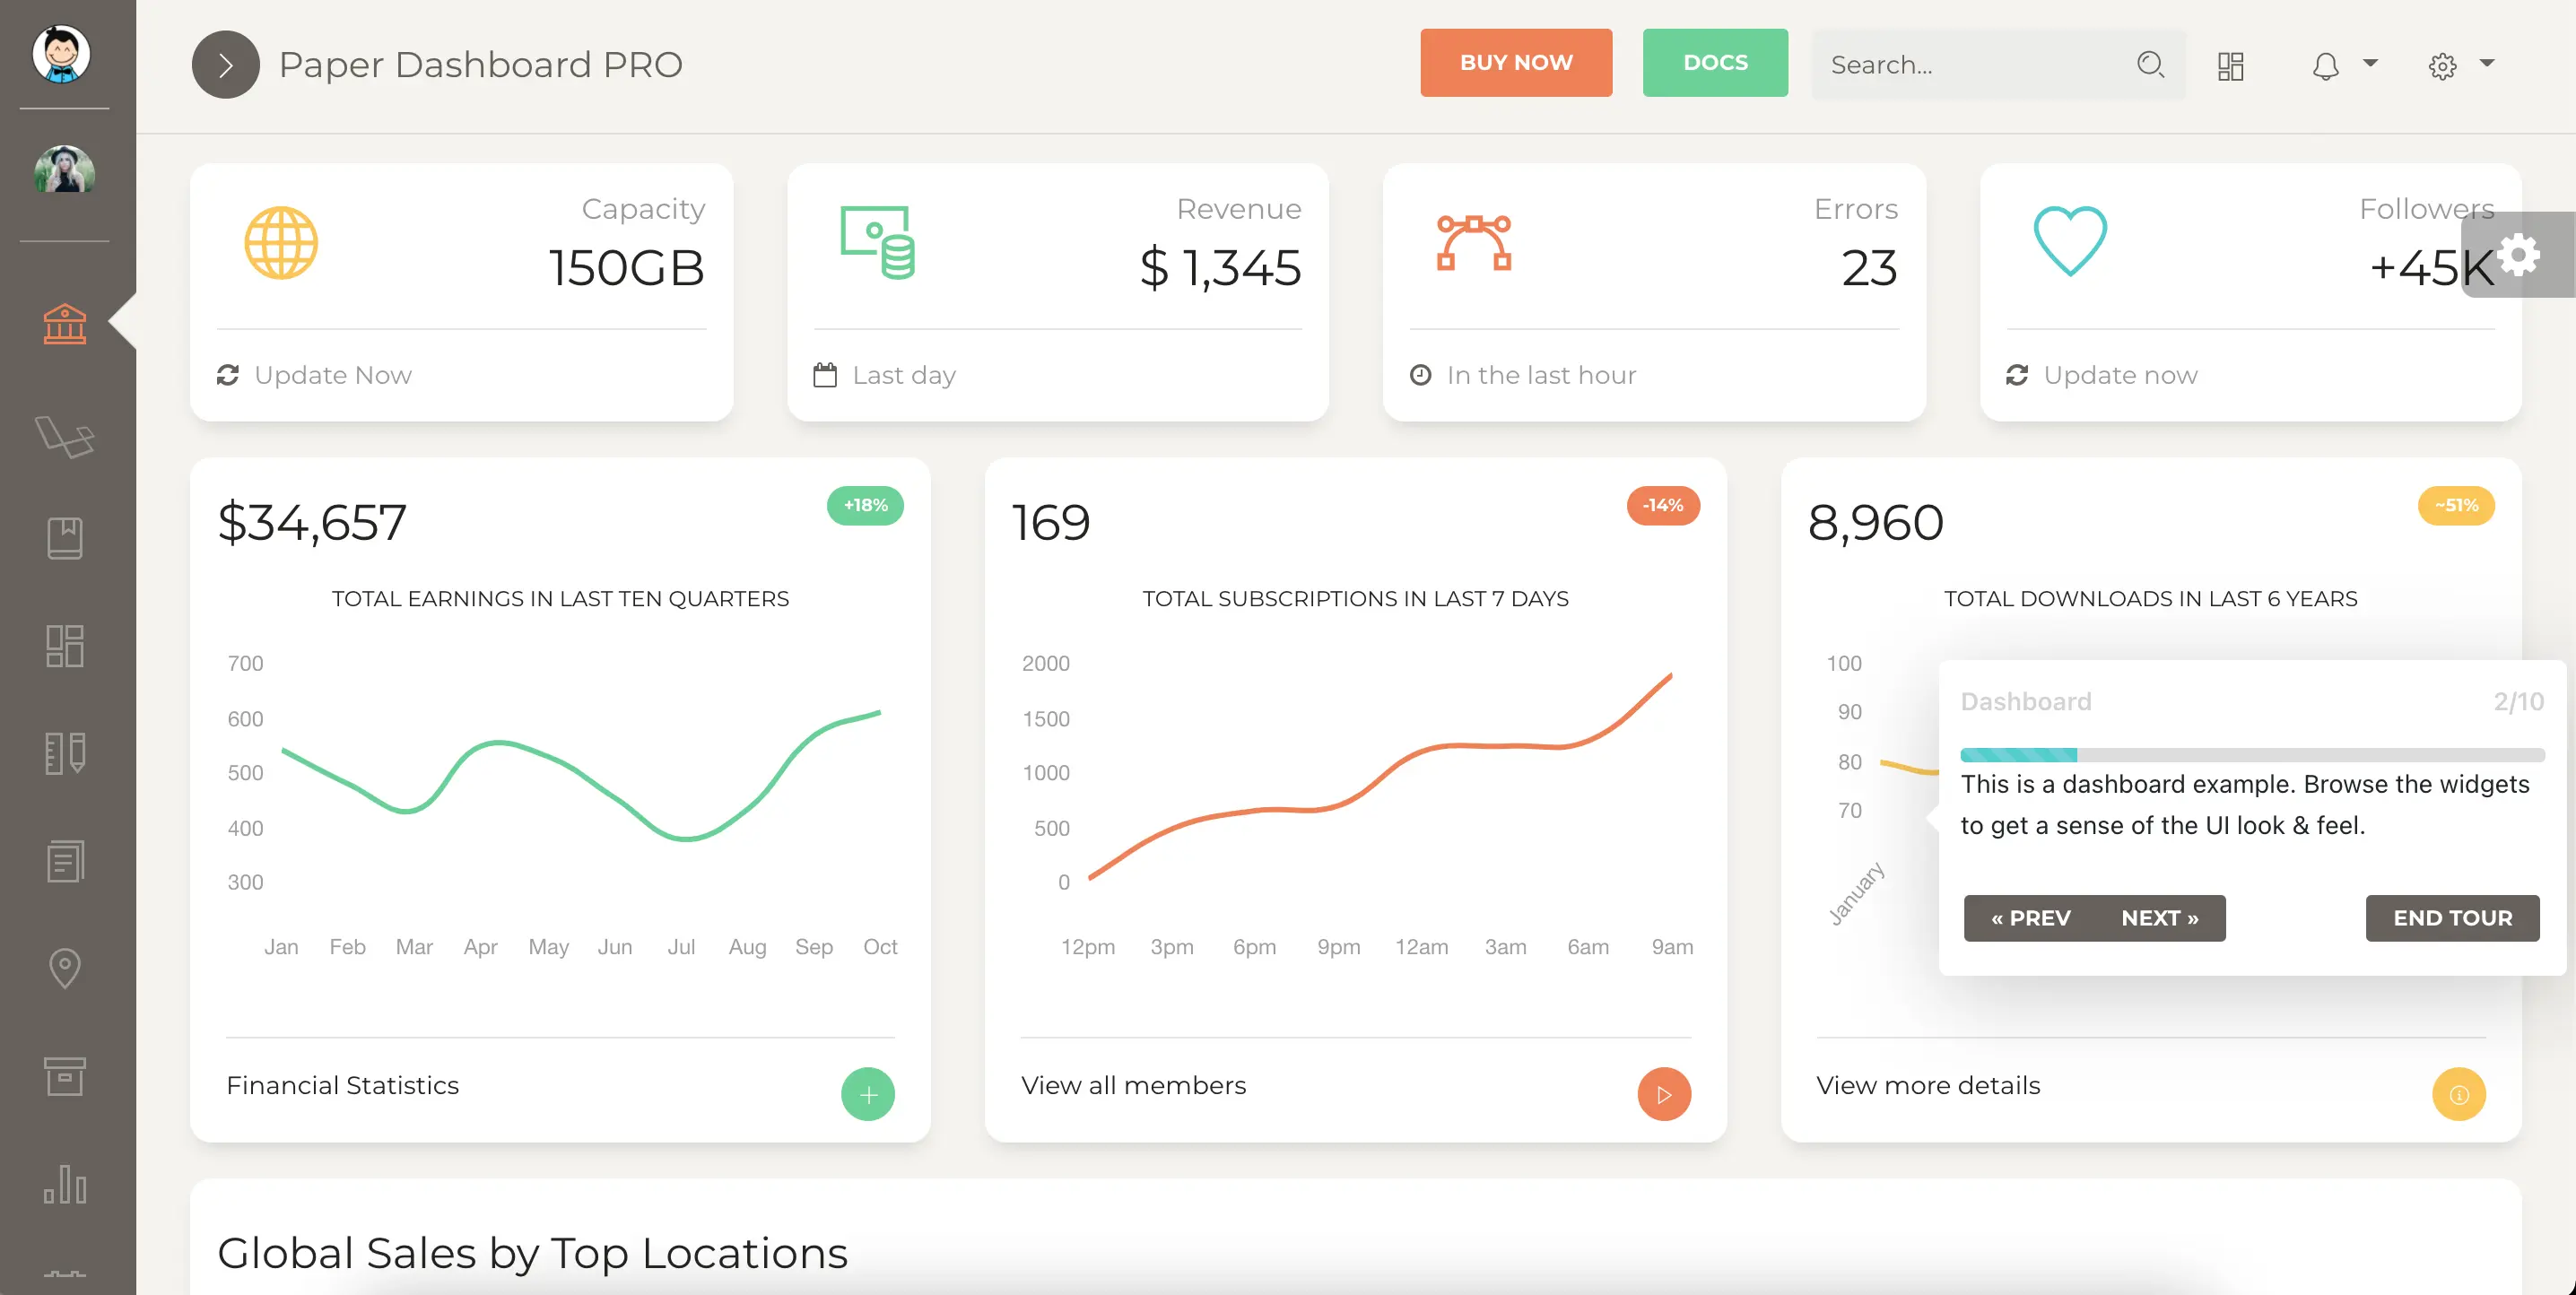 Paper Dashboard PRO
BUY NOW
DOCS
Search...
Capacity
150GB
Update Now
Revenue
$ 1,345
Last day
Errors
23
In the last hour
Followers
+45K
Update now
$34,657
+18%
TOTAL EARNINGS IN LAST TEN QUARTERS
700
600
500
400
300
Jan Feb Mar Apr May Jun Jul Aug Sep Oct
Financial Statistics
169
-14%
TOTAL SUBSCRIPTIONS IN LAST 7 DAYS
2000
1500
1000
500
0
12pm 3pm 6pm 9pm 12am 3am 6am 9am
View all members
8,960
~51%
TOTAL DOWNLOADS IN LAST 6 YEARS
100
90
80
70
January
View more details
Dashboard 2/10
This is a dashboard example. Browse the widgets
to get a sense of the UI look & feel.
« PREV NEXT » END TOUR
Global Sales by Top Locations